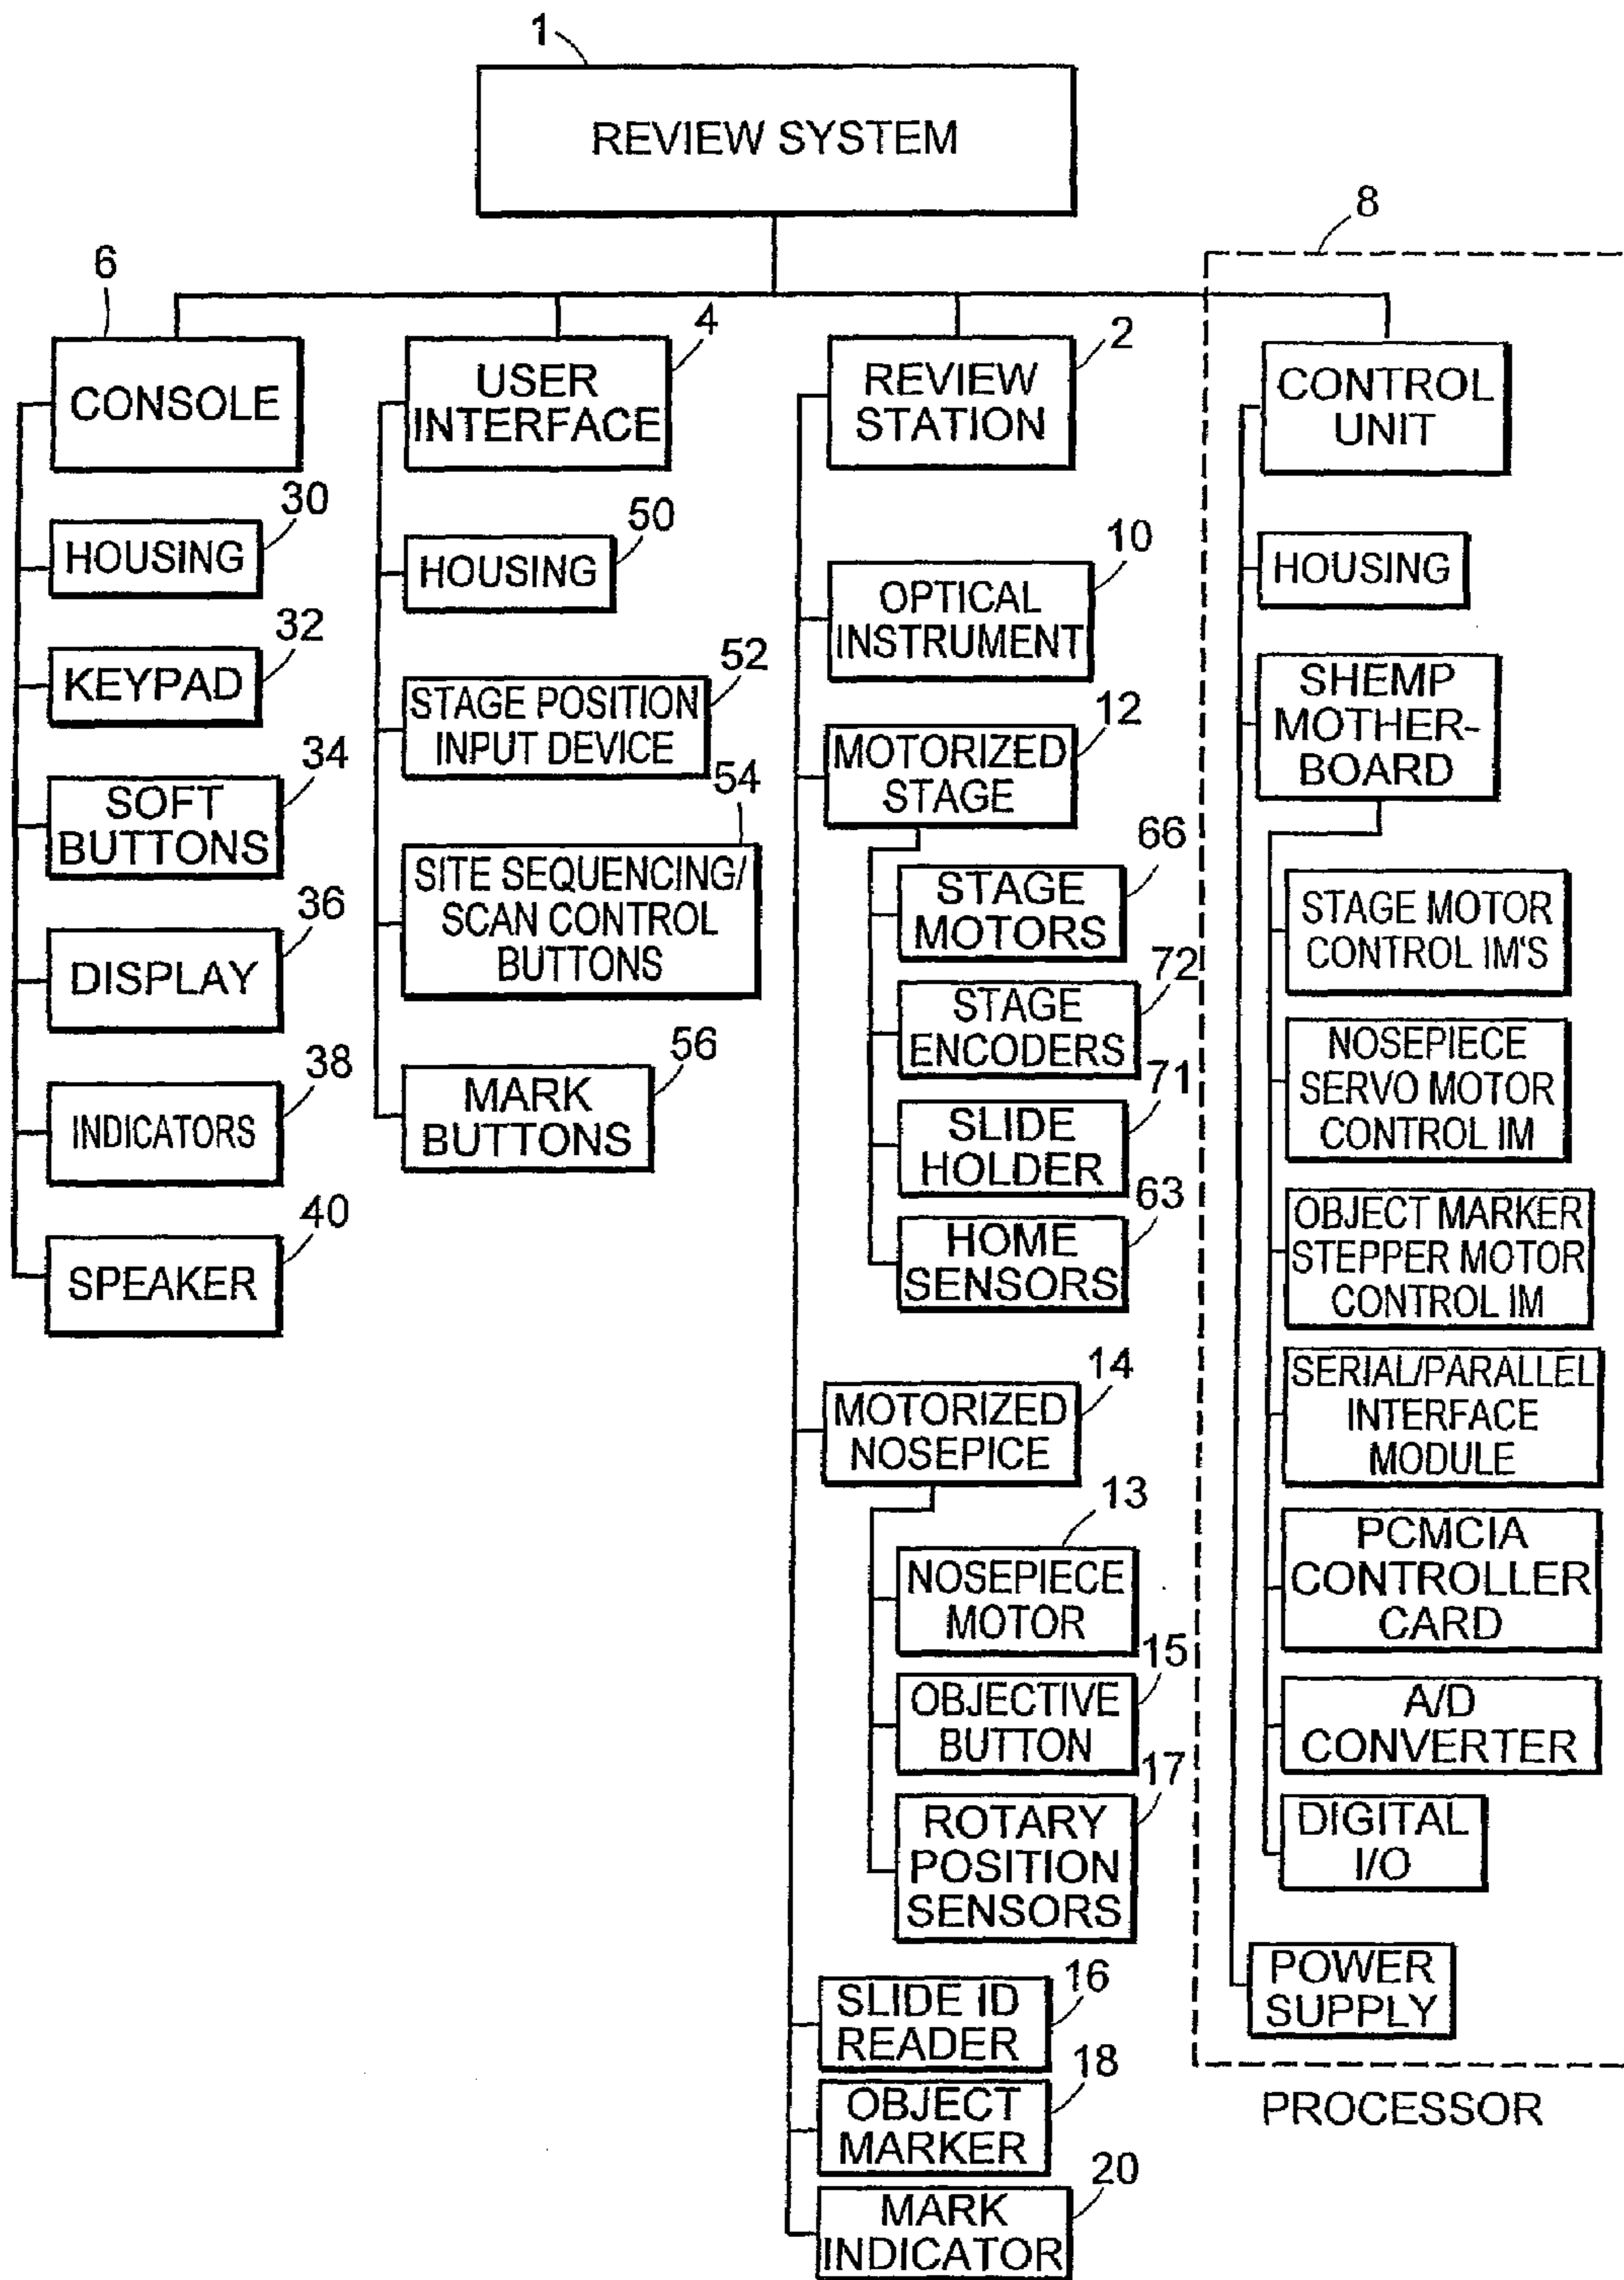 1
REVIEW SYSTEM
8
6
CONSOLE
30
HOUSING
32
KEYPAD
34
SOFT
BUTTONS
36
DISPLAY
38
INDICATORS
40
SPEAKER
4
USER
INTERFACE
50
HOUSING
52
STAGE POSITION
INPUT DEVICE
54
SITE SEQUENCING/
SCAN CONTROL
BUTTONS
56
MARK
BUTTONS
2
REVIEW
STATION
10
OPTICAL
INSTRUMENT
12
MOTORIZED
STAGE
66
STAGE
MOTORS
72
STAGE
ENCODERS
71
SLIDE
HOLDER
63
HOME
SENSORS
14
MOTORIZED
NOSEPICE
13
NOSEPIECE
MOTOR
15
OBJECTIVE
BUTTON
17
ROTARY
POSITION
SENSORS
16
SLIDE ID
READER
18
OBJECT
MARKER
20
MARK
INDICATOR
CONTROL
UNIT
HOUSING
SHEMP
MOTHER-
BOARD
STAGE MOTOR
CONTROL IM'S
NOSEPIECE
SERVO MOTOR
CONTROL IM
OBJECT MARKER
STEPPER MOTOR
CONTROL IM
SERIAL/PARALLEL
INTERFACE
MODULE
PCMCIA
CONTROLLER
CARD
A/D
CONVERTER
DIGITAL
I/O
POWER
SUPPLY
PROCESSOR